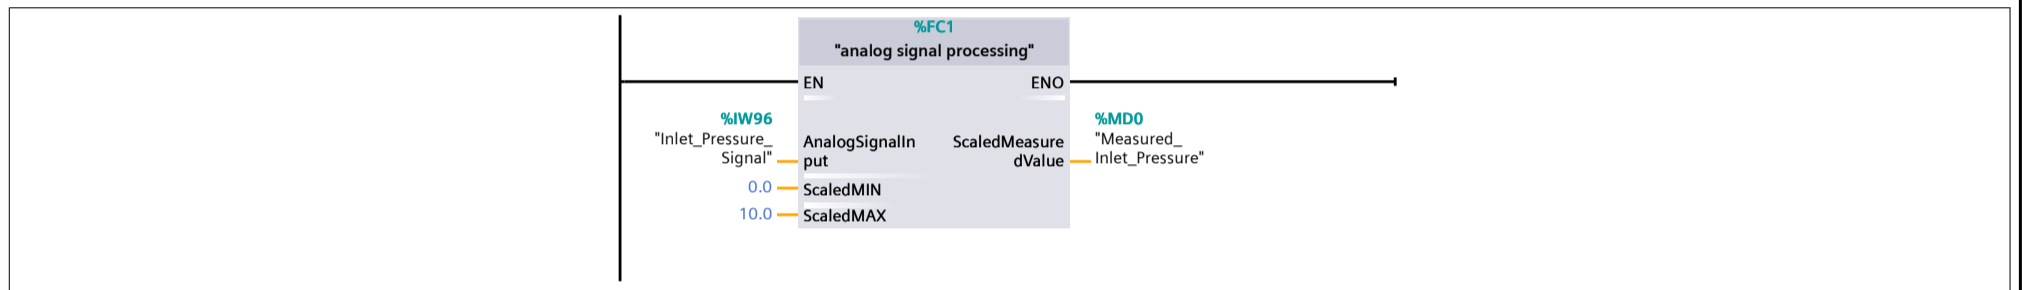 %FC1
"analog signal processing"
EN
ENO
%IW96
"Inlet_Pressure_
Signal"
AnalogSignalIn
put
ScaledMeasure
dValue
%MD0
"Measured_
Inlet_Pressure"
0.0
ScaledMIN
10.0
ScaledMAX